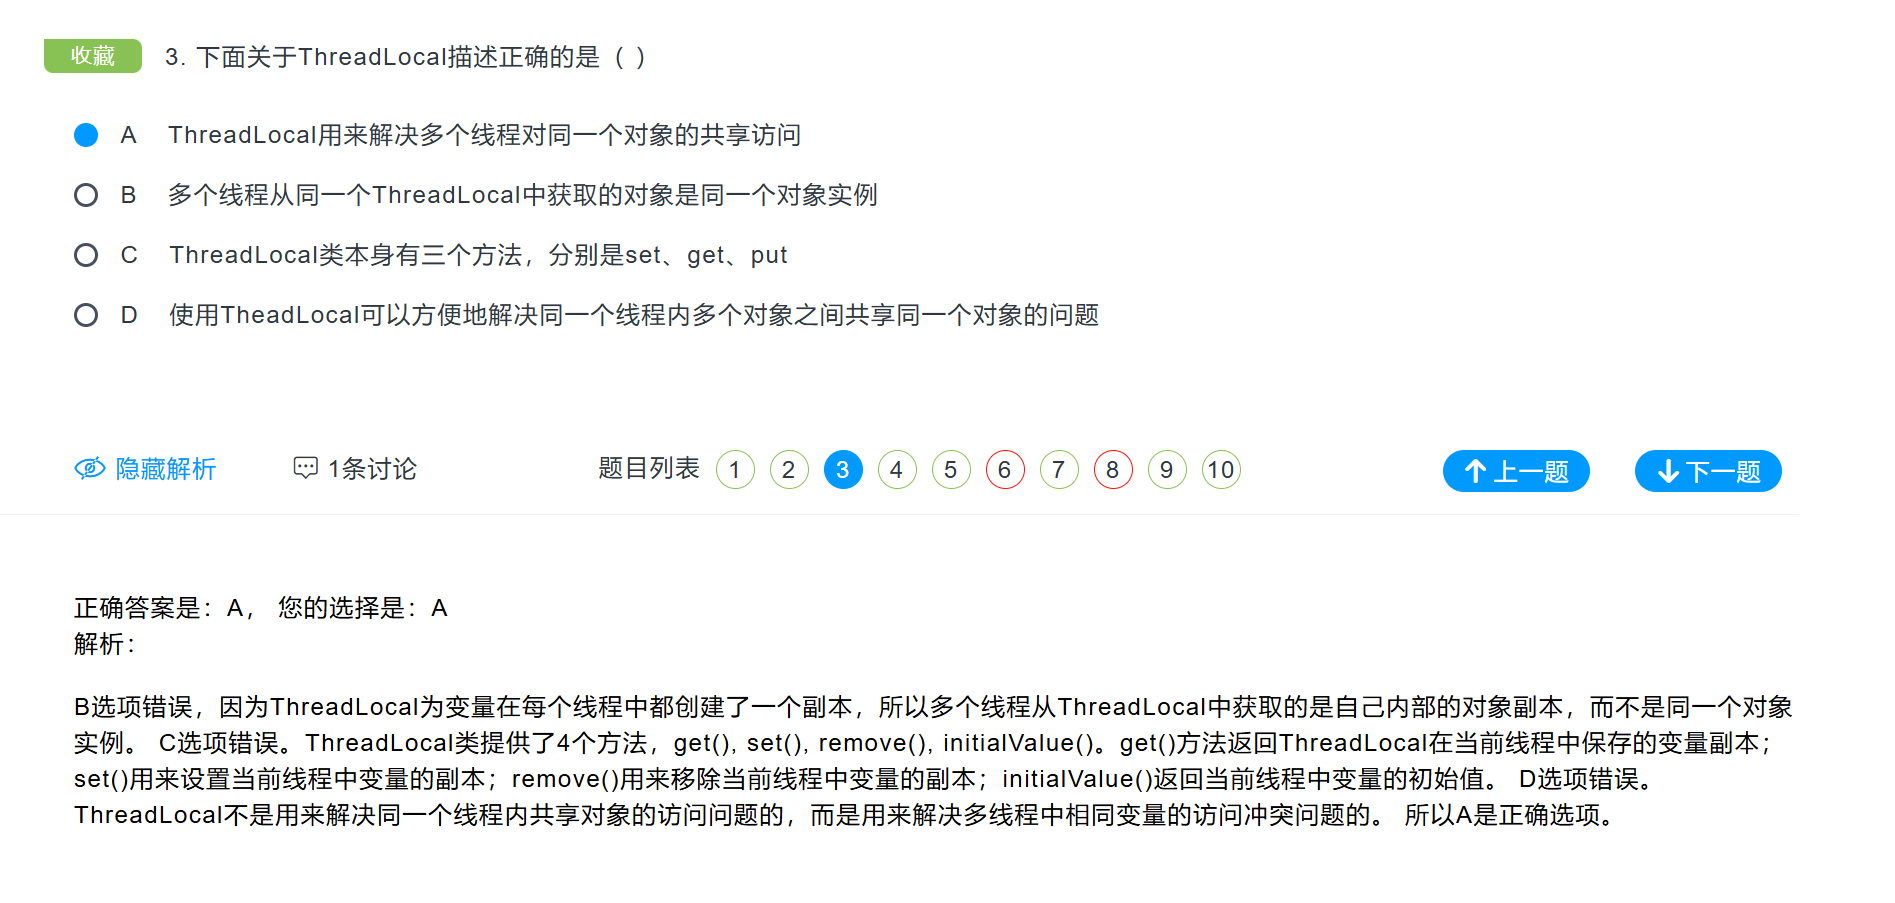 收藏 3. 下面关于ThreadLocal描述正确的是（ ）
A ThreadLocal用来解决多个线程对同一个对象的共享访问
B 多个线程从同一个ThreadLocal中获取的对象是同一个对象实例
C ThreadLocal类本身有三个方法，分别是set、get、put
D 使用TheadLocal可以方便地解决同一个线程内多个对象之间共享同一个对象的问题
隐藏解析 1条讨论 题目列表 1 2 3 4 5 6 7 8 9 10 上一题 下一题
正确答案是：A， 您的选择是：A
解析：
B选项错误，因为ThreadLocal为变量在每个线程中都创建了一个副本，所以多个线程从ThreadLocal中获取的是自己内部的对象副本，而不是同一个对象
实例。 C选项错误。ThreadLocal类提供了4个方法，get(), set(), remove(), initialValue()。get()方法返回ThreadLocal在当前线程中保存的变量副本；
set()用来设置当前线程中变量的副本；remove()用来移除当前线程中变量的副本；initialValue()返回当前线程中变量的初始值。 D选项错误。
ThreadLocal不是用来解决同一个线程内共享对象的访问问题的，而是用来解决多线程中相同变量的访问冲突问题的。 所以A是正确选项。